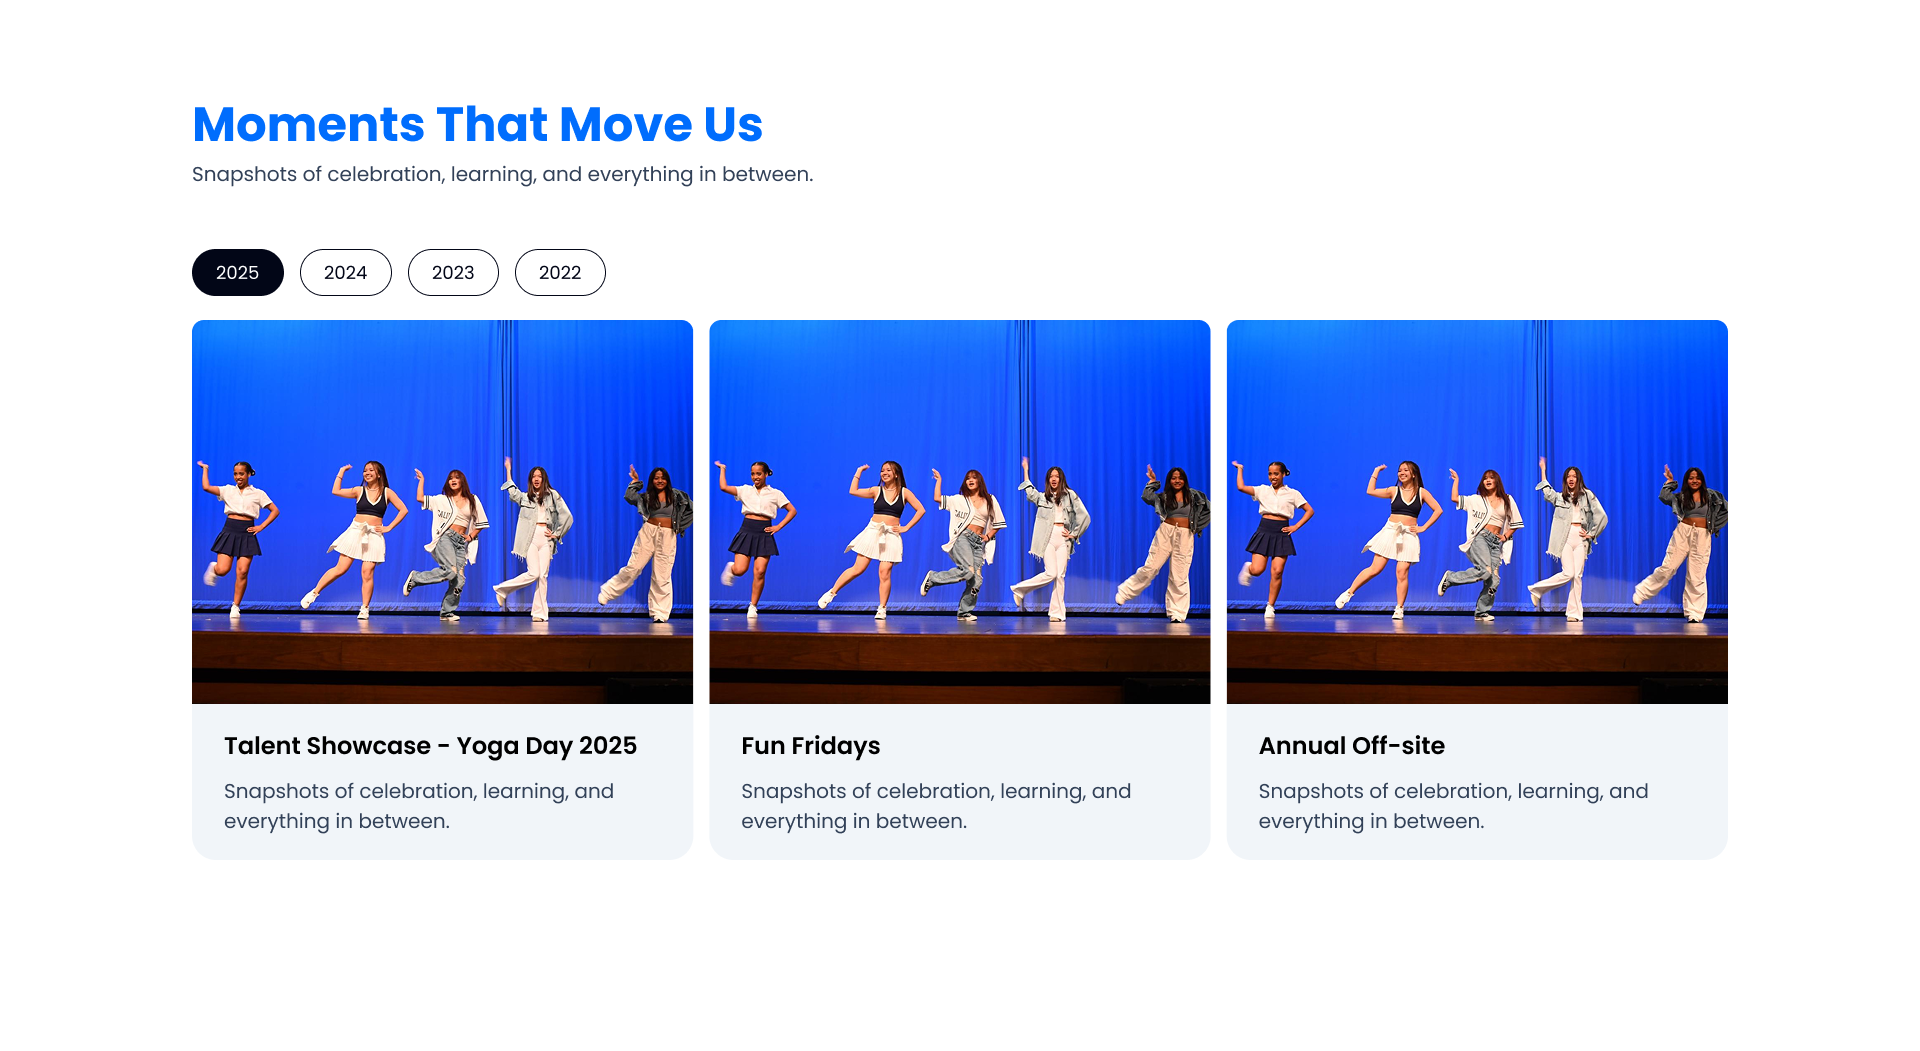 Moments That Move Us
Snapshots of celebration, learning, and everything in between.
2025
2024
2023
2022
Talent Showcase - Yoga Day 2025
Snapshots of celebration, learning, and
everything in between.
Fun Fridays
Snapshots of celebration, learning, and
everything in between.
Annual Off-site
Snapshots of celebration, learning, and
everything in between.